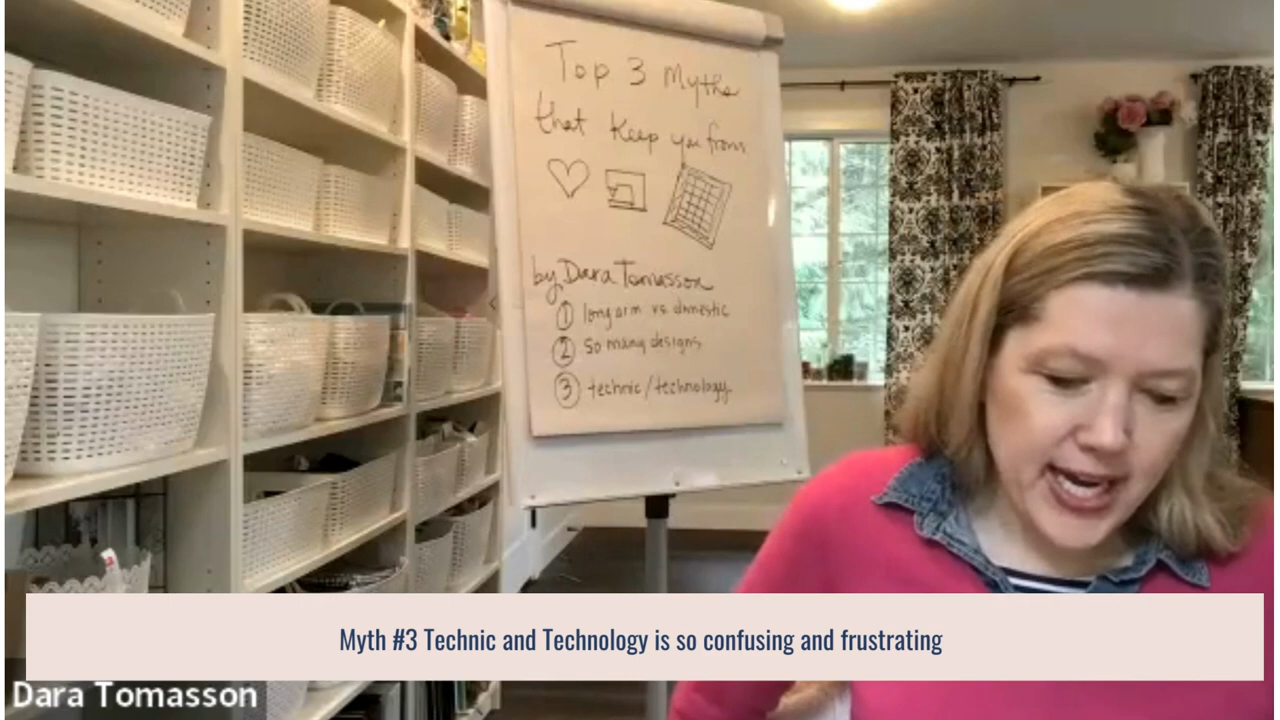 Top 3 Myths
that keep you from
by Dara Tomasson
1 longarm vs domestic
2 so many designs
3 technic/technology
Myth #3 Technic and Technology is so confusing and frustrating
Dara Tomasson